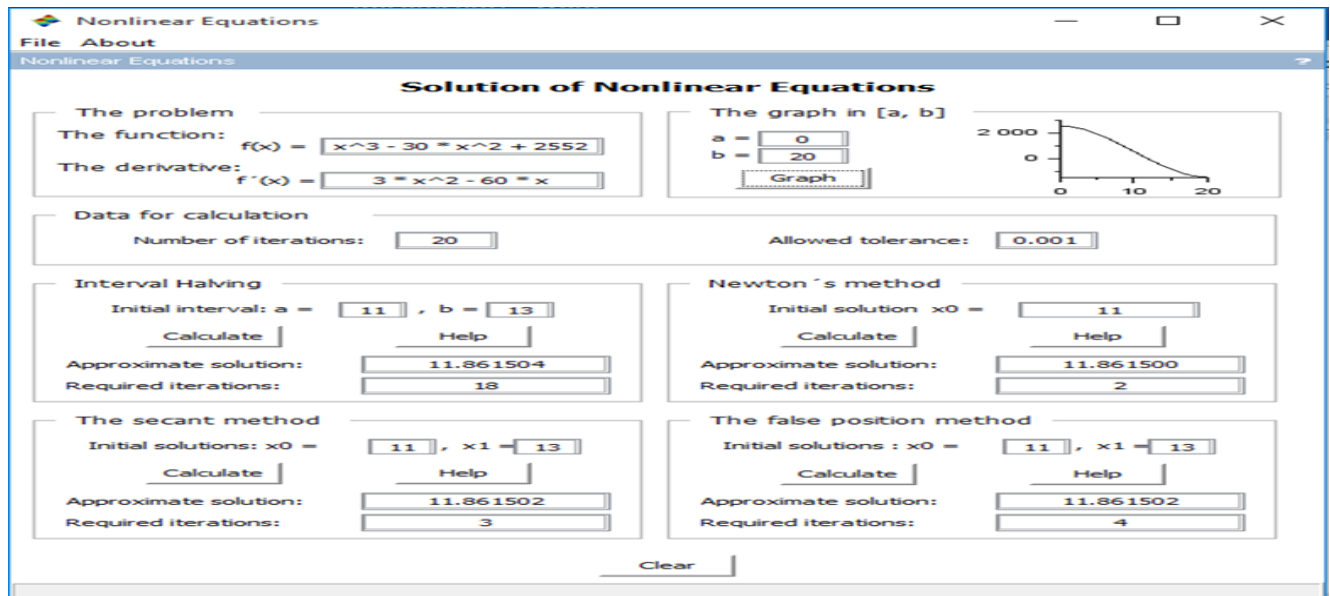 Nonlinear Equations
File About
Nonlinear Equations ?
Solution of Nonlinear Equations
The problem
The function:
f(x) = x^3 - 30 * x^2 + 2552
The derivative:
f´(x) = 3 * x^2 - 60 * x
The graph in [a, b]
a = 0
b = 20
Graph
2 000
0
0 10 20
Data for calculation
Number of iterations: 20 Allowed tolerance: 0.001
Interval Halving
Initial interval: a = 11 , b = 13
Calculate Help
Approximate solution: 11.861504
Required iterations: 18
Newton´s method
Initial solution x0 = 11
Calculate Help
Approximate solution: 11.861500
Required iterations: 2
The secant method
Initial solutions: x0 = 11 , x1 = 13
Calculate Help
Approximate solution: 11.861502
Required iterations: 3
The false position method
Initial solutions : x0 = 11 , x1 = 13
Calculate Help
Approximate solution: 11.861502
Required iterations: 4
Clear